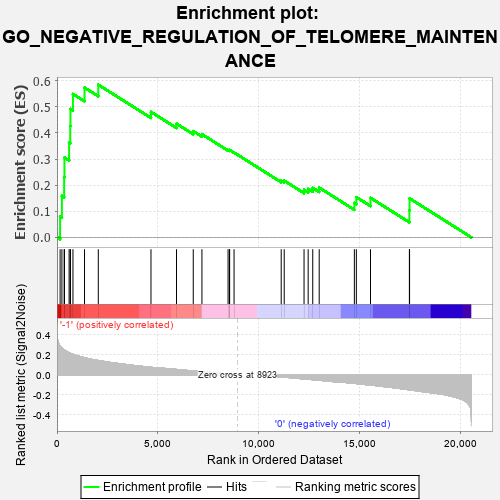 Enrichment plot:
GO_NEGATIVE_REGULATION_OF_TELOMERE_MAINTEN
ANCE
Enrichment score (ES)
0.6
0.5
0.4
0.3
0.2
0.1
0.0
'-1' (positively correlated)
Ranked list metric (Signal2Noise)
0.4
0.2
0.0
-0.2
-0.4
Zero cross at 8923
'0' (negatively correlated)
0
5,000
10,000
15,000
20,000
Rank in Ordered Dataset
Enrichment profile
Hits
Ranking metric scores